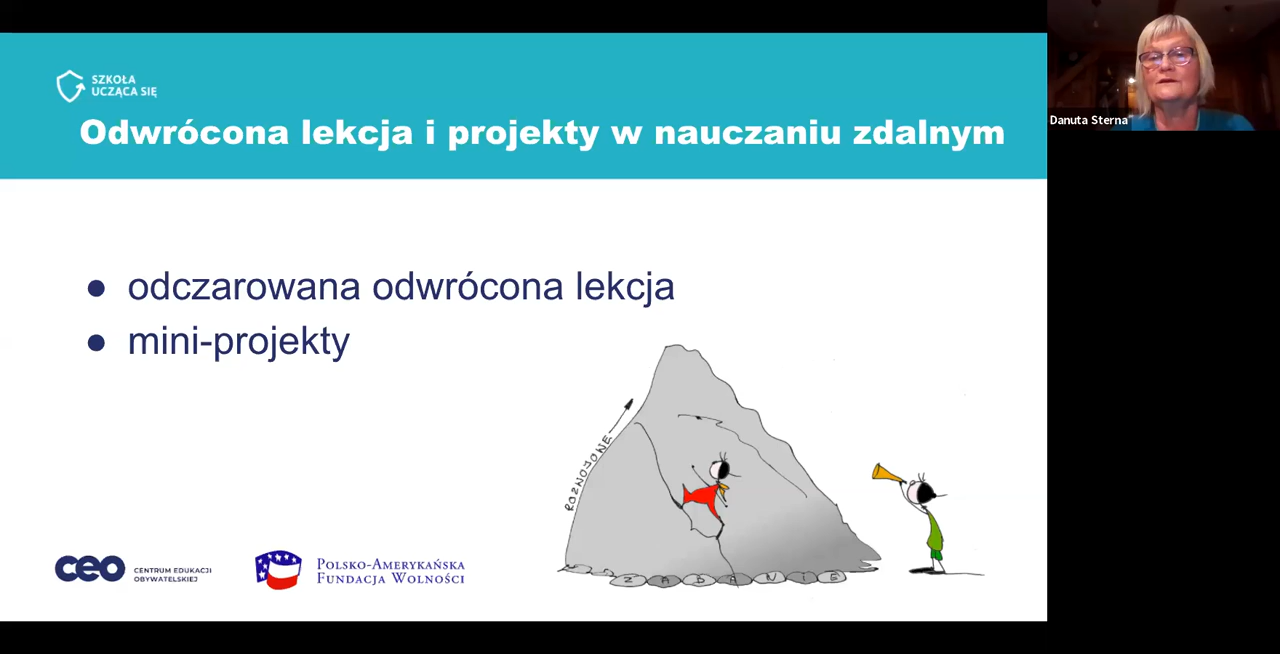 SZKOŁA
UCZĄCA SIĘ
Odwrócona lekcja i projekty w nauczaniu zdalnym
Danuta Sterna
● odczarowana odwrócona lekcja
● mini-projekty
ROZWOJOWE
ZADANIE
CEO CENTRUM EDUKACJI
OBYWATELSKIEJ
POLSKO-AMERYKAŃSKA
FUNDACJA WOLNOŚCI